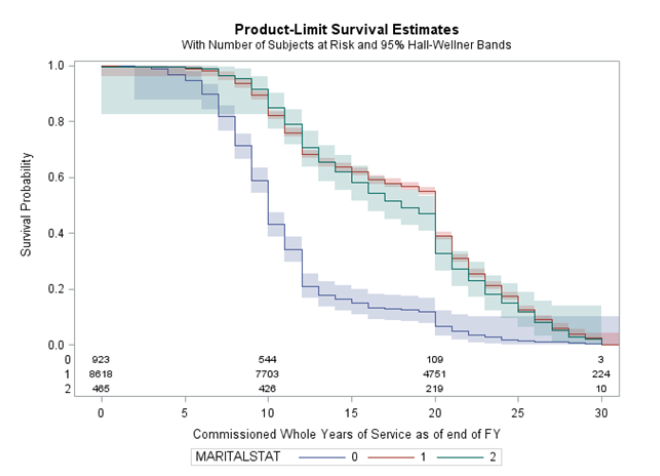 Product-Limit Survival Estimates
With Number of Subjects at Risk and 95% Hall-Wellner Bands
Survival Probability
1.0
0.8
0.6
0.4
0.2
0.0
0 923 544 109 3
1 8618 7703 4751 224
2 465 426 219 10
0 5 10 15 20 25 30
Commissioned Whole Years of Service as of end of FY
MARITALSTAT 0 1 2